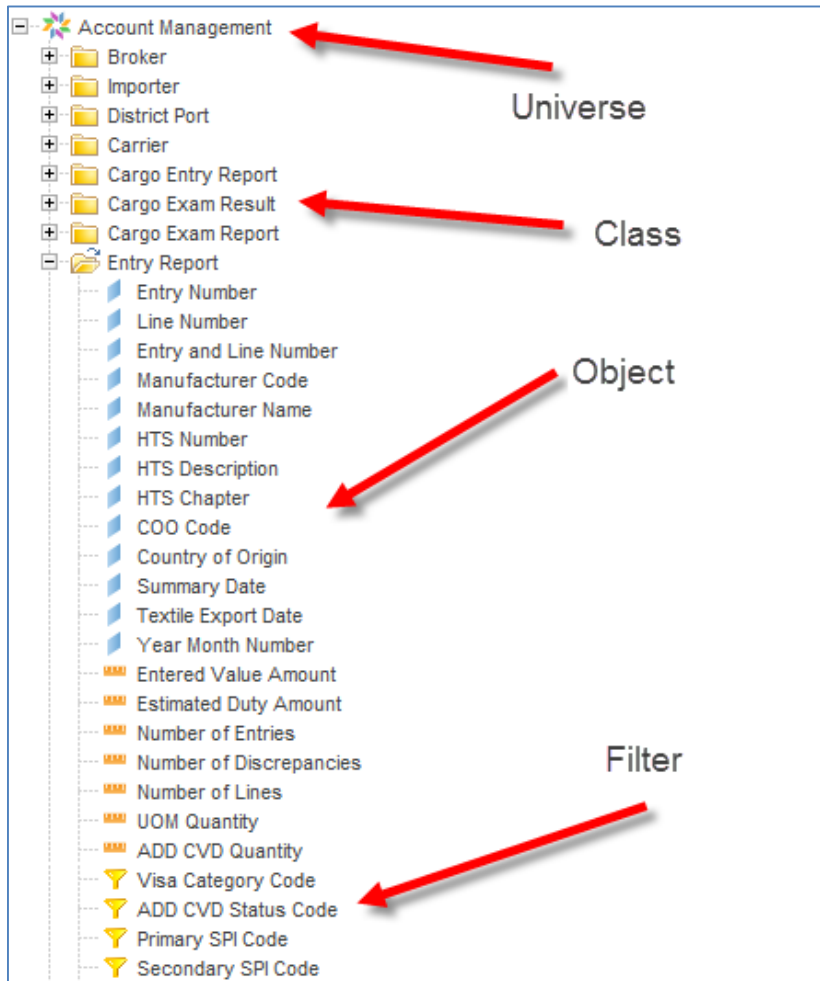 Account Management
Broker
Importer
Universe
District Port
Carrier
Cargo Entry Report
Cargo Exam Result
Class
Cargo Exam Report
Entry Report
Entry Number
Line Number
Entry and Line Number
Object
Manufacturer Code
Manufacturer Name
HTS Number
HTS Description
HTS Chapter
COO Code
Country of Origin
Summary Date
Textile Export Date
Year Month Number
Entered Value Amount
Estimated Duty Amount
Number of Entries
Number of Discrepancies
Filter
Number of Lines
UOM Quantity
ADD CVD Quantity
Visa Category Code
ADD CVD Status Code
Primary SPI Code
Secondary SPI Code